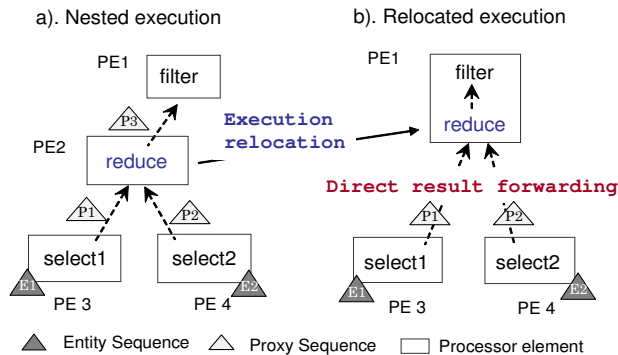 a). Nested execution
b). Relocated execution
PE1
filter
P3
PE2
reduce
Execution
relocation
PE1
filter
reduce
Direct result forwarding
P1
P2
select1
select2
E1
E2
PE 3
PE 4
P1
P2
select1
select2
E1
E2
PE 3
PE 4
Entity Sequence
Proxy Sequence
Processor element